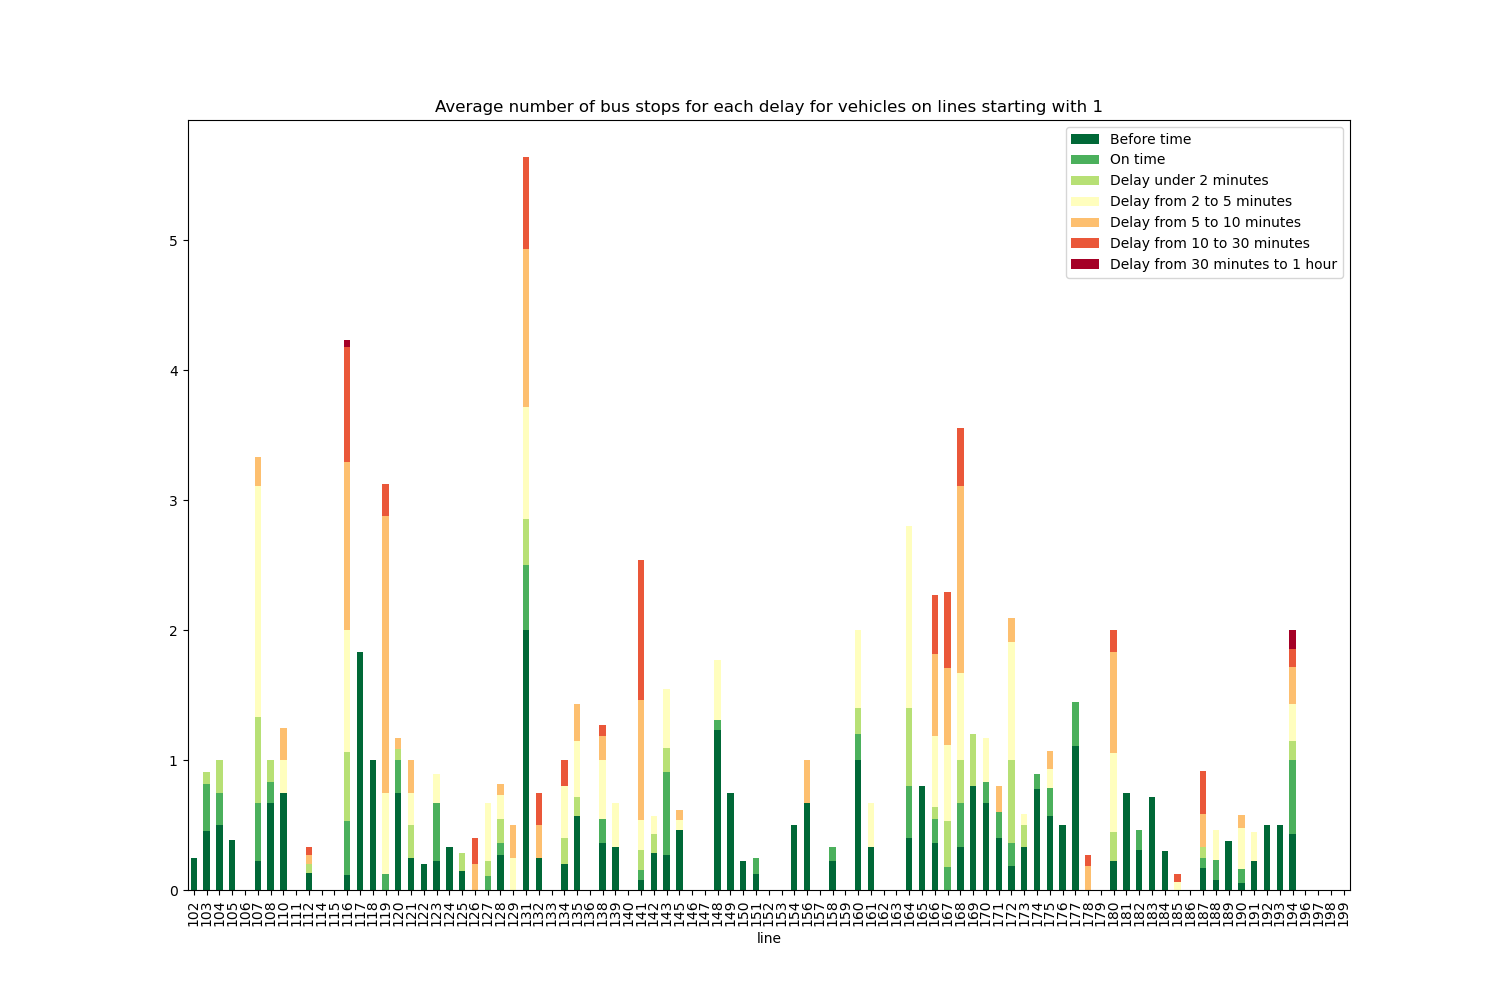 Average number of bus stops for each delay for vehicles on lines starting with 1
Before time
On time
Delay under 2 minutes
Delay from 2 to 5 minutes
Delay from 5 to 10 minutes
Delay from 10 to 30 minutes
Delay from 30 minutes to 1 hour
5
4
3
2
1
0
102 103 104 105 106 107 108 110 111 112 114 115 116 117 118 119 120 121 122 123 124 125 126 127 128 129 131 132 133 134 135 136 138 139 140 141 142 143 145 146 147 148 149 150 151 152 153 154 156 157 158 159 160 161 162 163 164 165 166 167 168 169 170 171 172 173 174 175 176 177 178 179 180 181 182 183 184 185 186 187 188 189 190 191 192 193 194 196 197 198 199
line